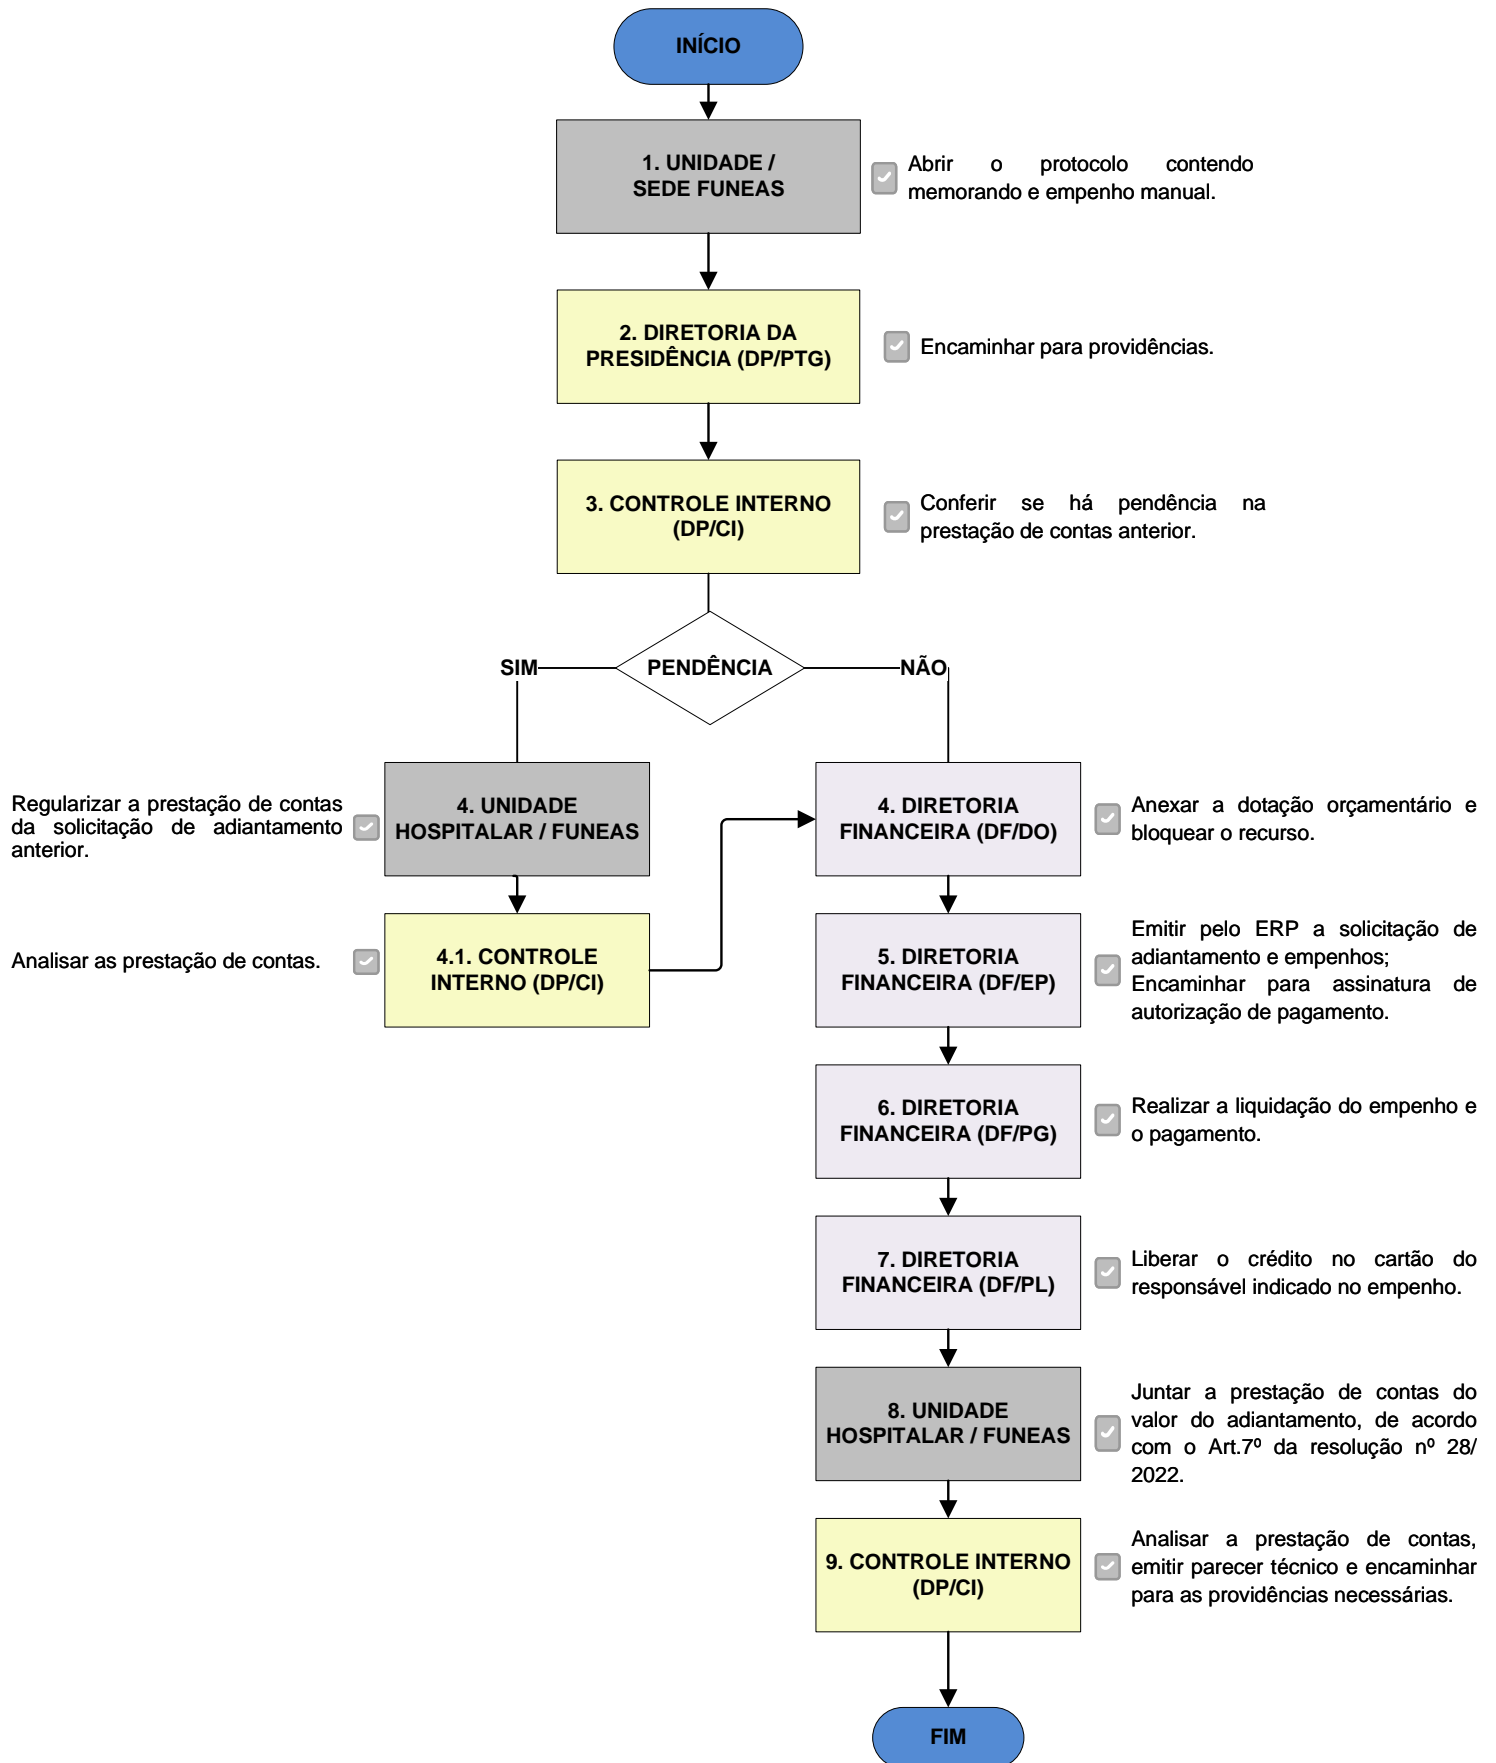 INÍCIO
1. UNIDADE /
SEDE FUNEAS
Abrir o protocolo contendo
memorando e empenho manual.
2. DIRETORIA DA
PRESIDÊNCIA (DP/PTG)
Encaminhar para providências.
3. CONTROLE INTERNO
(DP/CI)
Conferir se há pendência na
prestação de contas anterior.
SIM
PENDÊNCIA
NÃO
Regularizar a prestação de contas
da solicitação de adiantamento
anterior.
4. UNIDADE
HOSPITALAR / FUNEAS
4. DIRETORIA
FINANCEIRA (DF/DO)
Anexar a dotação orçamentário e
bloquear o recurso.
Analisar as prestação de contas.
4.1. CONTROLE
INTERNO (DP/CI)
5. DIRETORIA
FINANCEIRA (DF/EP)
Emitir pelo ERP a solicitação de
adiantamento e empenhos;
Encaminhar para assinatura de
autorização de pagamento.
6. DIRETORIA
FINANCEIRA (DF/PG)
Realizar a liquidação do empenho e
o pagamento.
7. DIRETORIA
FINANCEIRA (DF/PL)
Liberar o crédito no cartão do
responsável indicado no empenho.
8. UNIDADE
HOSPITALAR / FUNEAS
Juntar a prestação de contas do
valor do adiantamento, de acordo
com o Art.7º da resolução nº 28/
2022.
9. CONTROLE INTERNO
(DP/CI)
Analisar a prestação de contas,
emitir parecer técnico e encaminhar
para as providências necessárias.
FIM